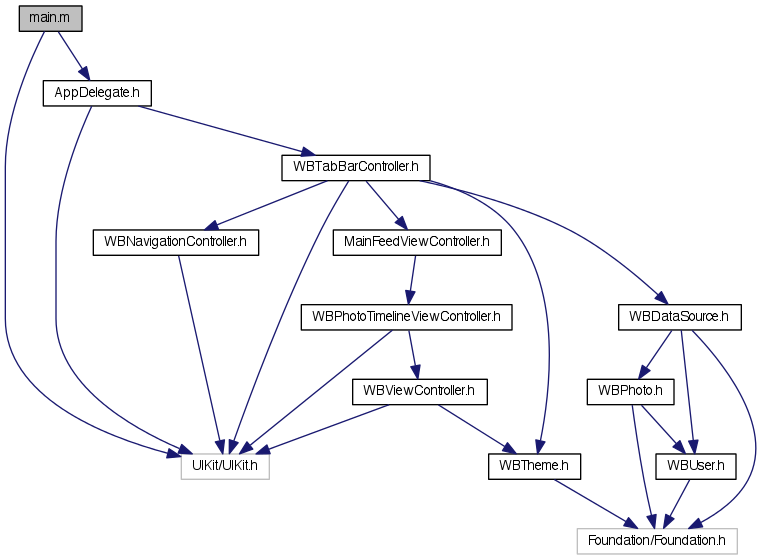 main.m
AppDelegate.h
WBTabBarController.h
WBNavigationController.h
MainFeedViewController.h
WBPhotoTimelineViewController.h
WBDataSource.h
WBViewController.h
WBPhoto.h
UIKit/UIKit.h
WBTheme.h
WBUser.h
Foundation/Foundation.h